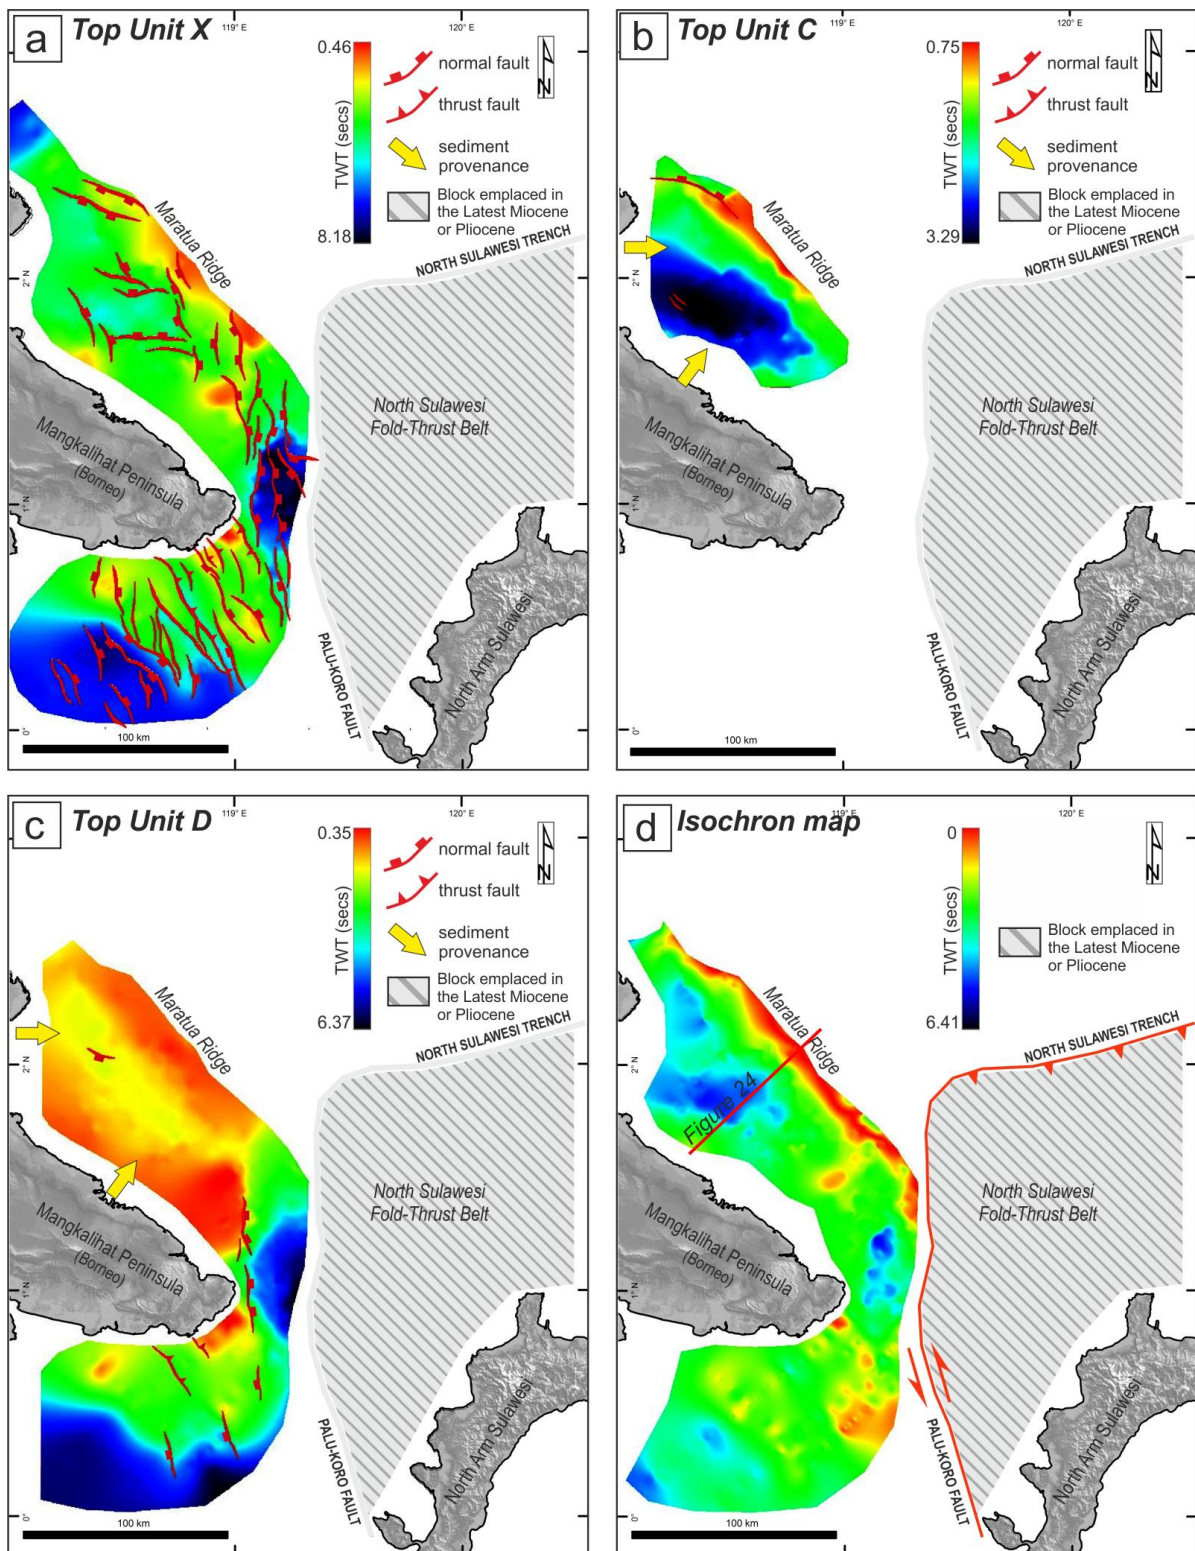 a
Top Unit X
119° E
120° E
0.46
TWT (secs)
8.18
normal fault
thrust fault
sediment
provenance
Block emplaced in
the Latest Miocene
or Pliocene
N
Maratua Ridge
NORTH SULAWESI TRENCH
2° N
North Sulawesi
Fold-Thrust Belt
Mangkalihat Peninsula
(Borneo)
1° N
PALU-KORO FAULT
North Arm Sulawesi
0°
100 km
b
Top Unit C
119° E
120° E
0.75
TWT (secs)
3.29
normal fault
thrust fault
sediment
provenance
Block emplaced in
the Latest Miocene
or Pliocene
N
Maratua Ridge
NORTH SULAWESI TRENCH
2° N
North Sulawesi
Fold-Thrust Belt
Mangkalihat Peninsula
(Borneo)
1° N
PALU-KORO FAULT
North Arm Sulawesi
0°
100 km
c
Top Unit D
119° E
120° E
0.35
TWT (secs)
6.37
normal fault
thrust fault
sediment
provenance
Block emplaced in
the Latest Miocene
or Pliocene
N
Maratua Ridge
NORTH SULAWESI TRENCH
2° N
North Sulawesi
Fold-Thrust Belt
Mangkalihat Peninsula
(Borneo)
1° N
PALU-KORO FAULT
North Arm Sulawesi
0°
100 km
d
Isochron map
119° E
120° E
0
TWT (secs)
6.41
Block emplaced in
the Latest Miocene
or Pliocene
N
Maratua Ridge
NORTH SULAWESI TRENCH
2° N
Figure 24
North Sulawesi
Fold-Thrust Belt
Mangkalihat Peninsula
(Borneo)
1° N
PALU-KORO FAULT
North Arm Sulawesi
0°
100 km